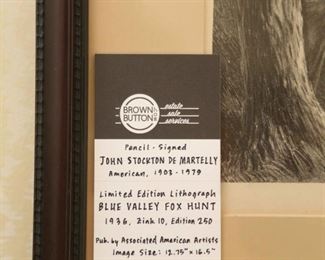 BROWN
BUTTON
estate
sale
services
Pencil - Signed
JOHN STOCKTON DE MARTELLY
American, 1903 - 1979
Limited Edition Lithograph
BLUE VALLEY FOX HUNT
1936, Zink 10, Edition 250
Pub. by Associated American Artists
Image Size: 12.75" x 16.5"